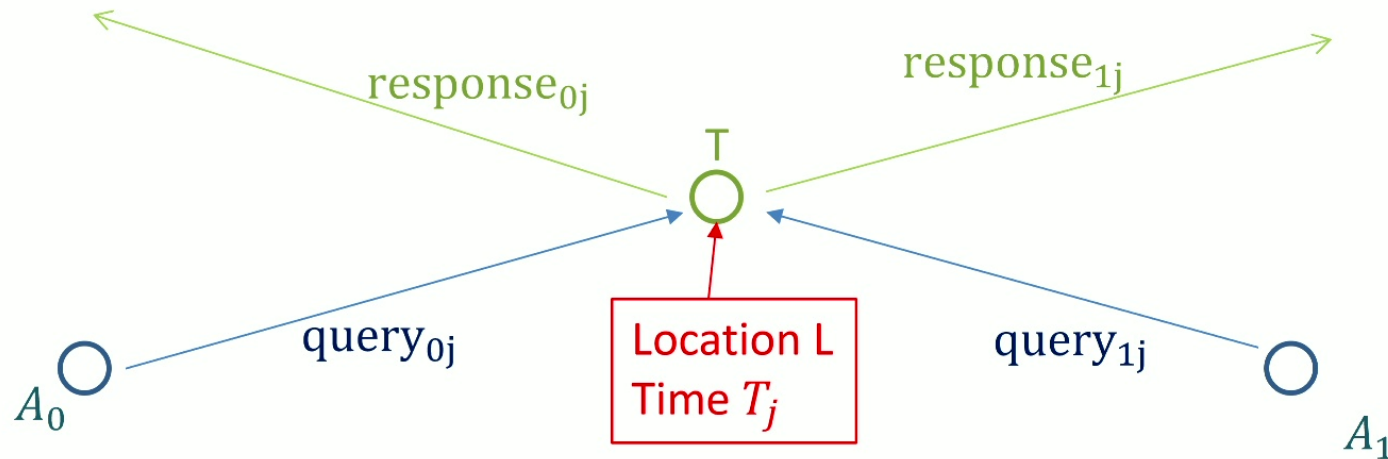 response₀ⱼ
response₁ⱼ
T
query₀ⱼ
Location L
Time Tⱼ
query₁ⱼ
A₀
A₁